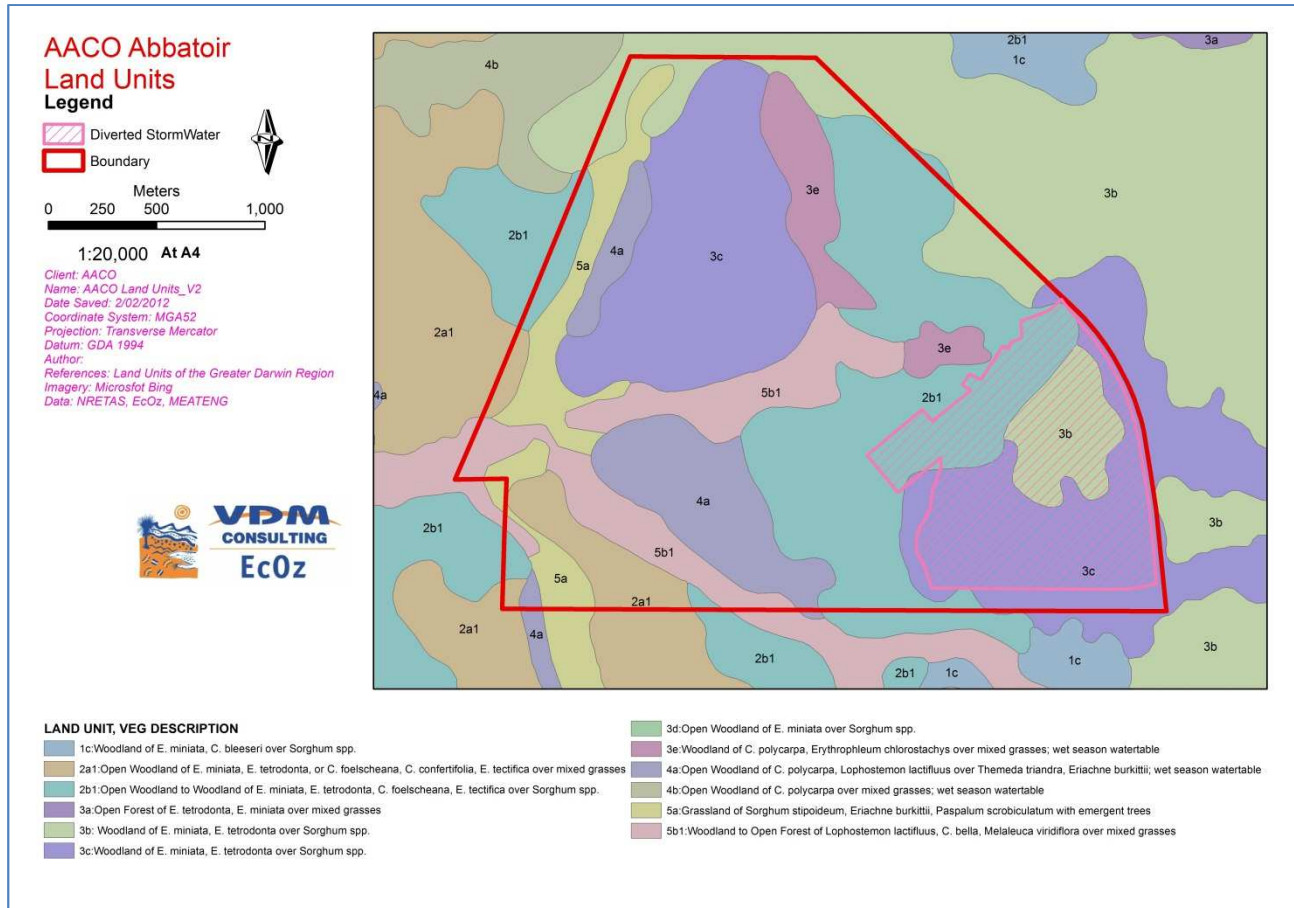 AACO Abbatoir
Land Units
Legend
Diverted StormWater
Boundary
N
Meters
0 250 500 1,000
1:20,000 At A4
Client: AACO
Name: AACO Land Units_V2
Date Saved: 2/02/2012
Coordinate System: MGA52
Projection: Transverse Mercator
Datum: GDA 1994
Author:
References: Land Units of the Greater Darwin Region
Imagery: Microsfot Bing
Data: NRETAS, EcOz, MEATENG
VDM
CONSULTING
EcOz
2b1
3a
1c
4b
3e
3b
2b1
4a
3c
5a
2a1
3e
4a
5b1
2b1
3b
4a
2b1
5b1
3b
5a
3c
2a1
2a1
4a
3b
2b1
1c
2b1
1c
LAND UNIT, VEG DESCRIPTION
1c:Woodland of E. miniata, C. bleeseri over Sorghum spp.
2a1:Open Woodland of E. miniata, E. tetrodonta, or C. foelscheana, C. confertifolia, E. tectifica over mixed grasses
2b1:Open Woodland to Woodland of E. miniata, E. tetrodonta, C. foelscheana, E. tectifica over Sorghum spp.
3a:Open Forest of E. tetrodonta, E. miniata over mixed grasses
3b: Woodland of E. miniata, E. tetrodonta over Sorghum spp.
3c:Woodland of E. miniata, E. tetrodonta over Sorghum spp.
3d:Open Woodland of E. miniata over Sorghum spp.
3e:Woodland of C. polycarpa, Erythrophleum chlorostachys over mixed grasses; wet season watertable
4a:Open Woodland of C. polycarpa, Lophostemon lactifluus over Themeda triandra, Eriachne burkittii; wet season watertable
4b:Open Woodland of C. polycarpa over mixed grasses; wet season watertable
5a:Grassland of Sorghum stipoideum, Eriachne burkittii, Paspalum scrobiculatum with emergent trees
5b1:Woodland to Open Forest of Lophostemon lactifluus, C. bella, Melaleuca viridiflora over mixed grasses